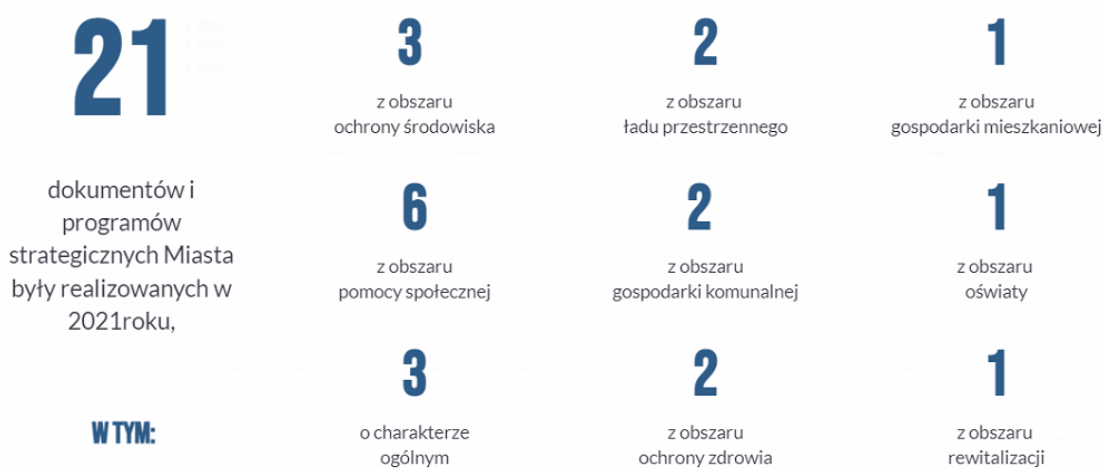 21
dokumentów i
programów
strategicznych Miasta
były realizowanych w
2021roku,
W TYM:
3
z obszaru
ochrony środowiska
2
z obszaru
ładu przestrzennego
1
z obszaru
gospodarki mieszkaniowej
6
z obszaru
pomocy społecznej
2
z obszaru
gospodarki komunalnej
1
z obszaru
oświaty
3
o charakterze
ogólnym
2
z obszaru
ochrony zdrowia
1
z obszaru
rewitalizacji